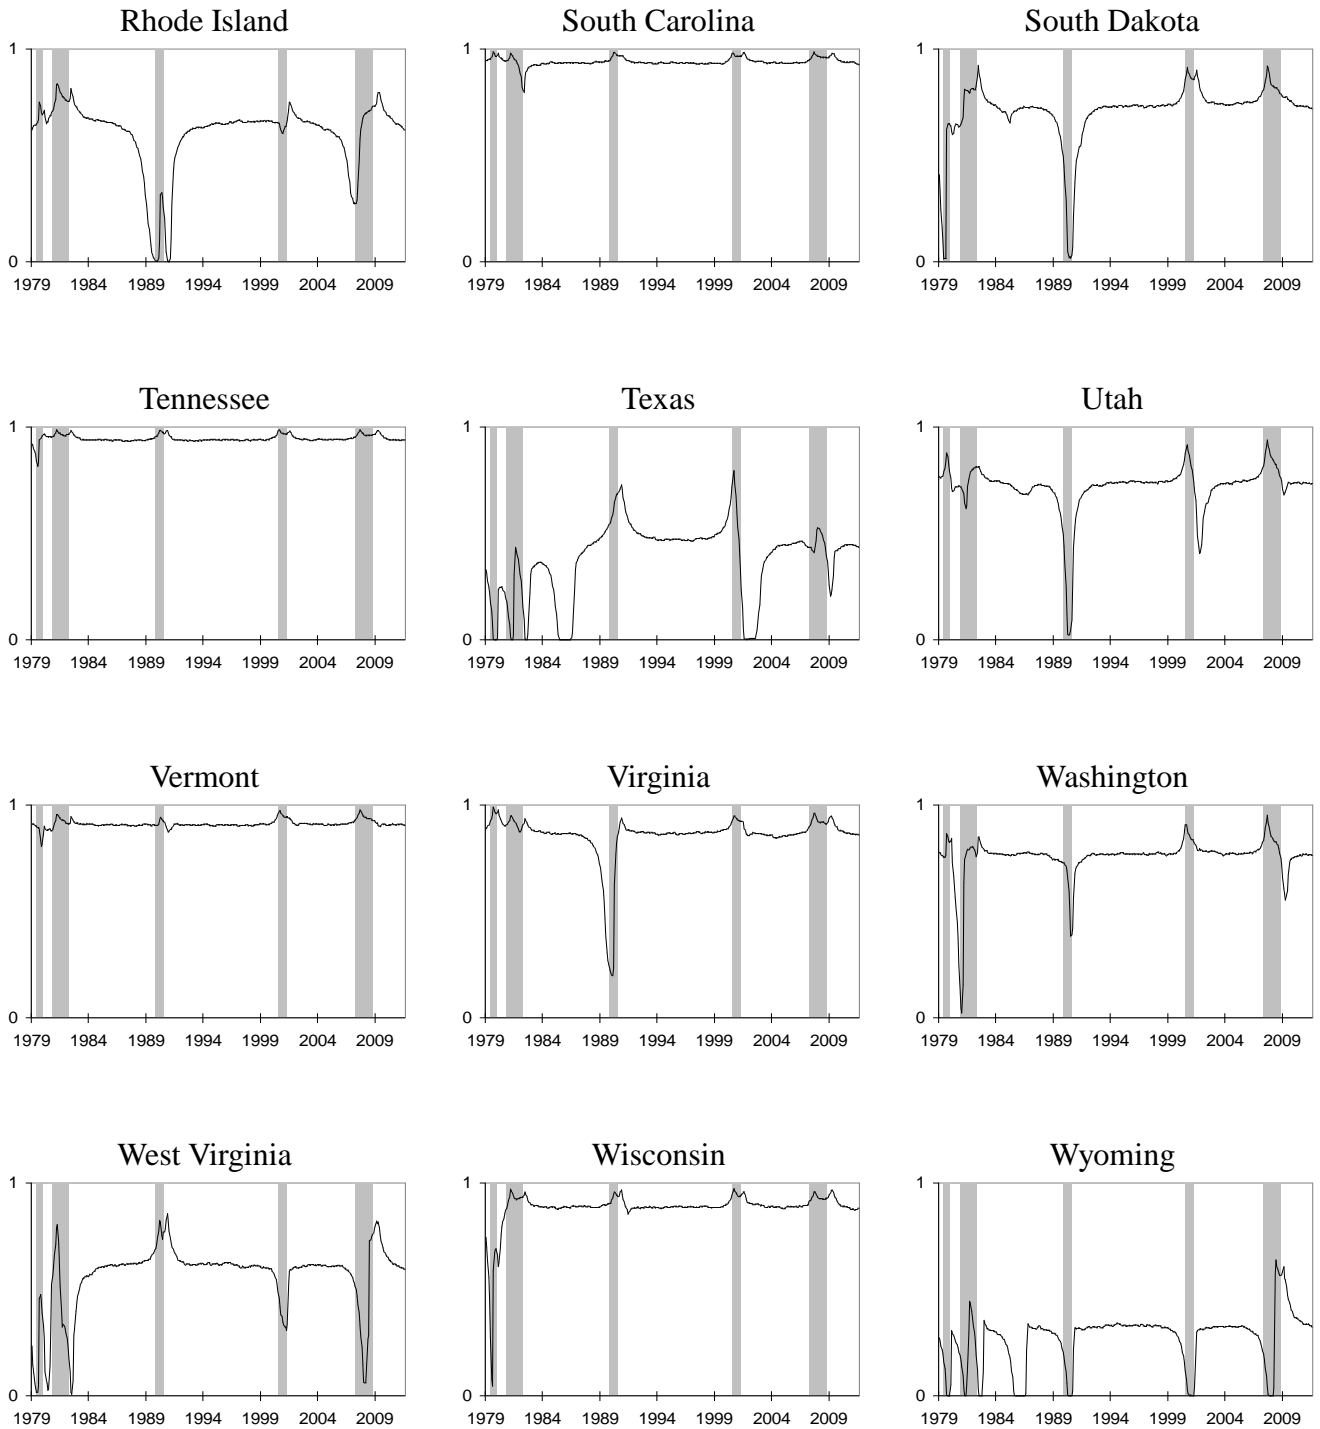 Rhode Island South Carolina South Dakota
1 1 1
0 0 0
1979 1984 1989 1994 1999 2004 2009 1979 1984 1989 1994 1999 2004 2009 1979 1984 1989 1994 1999 2004 2009
Tennessee Texas Utah
1 1 1
0 0 0
1979 1984 1989 1994 1999 2004 2009 1979 1984 1989 1994 1999 2004 2009 1979 1984 1989 1994 1999 2004 2009
Vermont Virginia Washington
1 1 1
0 0 0
1979 1984 1989 1994 1999 2004 2009 1979 1984 1989 1994 1999 2004 2009 1979 1984 1989 1994 1999 2004 2009
West Virginia Wisconsin Wyoming
1 1 1
0 0 0
1979 1984 1989 1994 1999 2004 2009 1979 1984 1989 1994 1999 2004 2009 1979 1984 1989 1994 1999 2004 2009